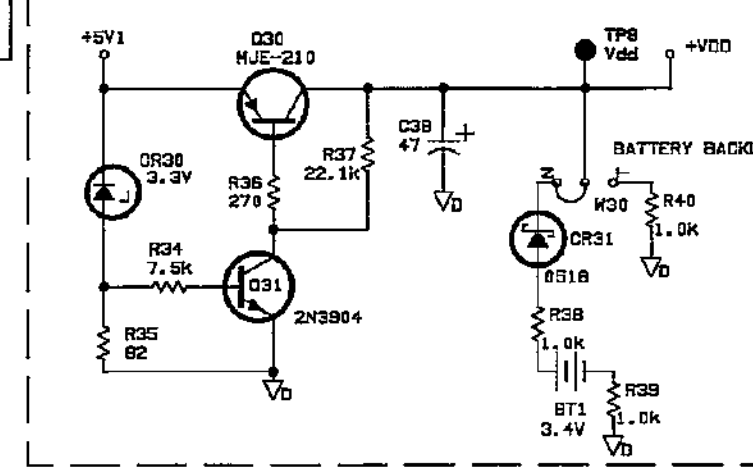 +5V1
Q30
MJE-210
TP8
Vdd
+VDD
C38
47
+
R37
22.1k
BATTERY
CR30
3.3V
R36
270
D
N
W30
R40
1.0k
D
R34
7.5k
Q31
2N3904
CR31
0518
R35
82
R38
1.0k
D
BT1
3.4V
R39
1.0k
D